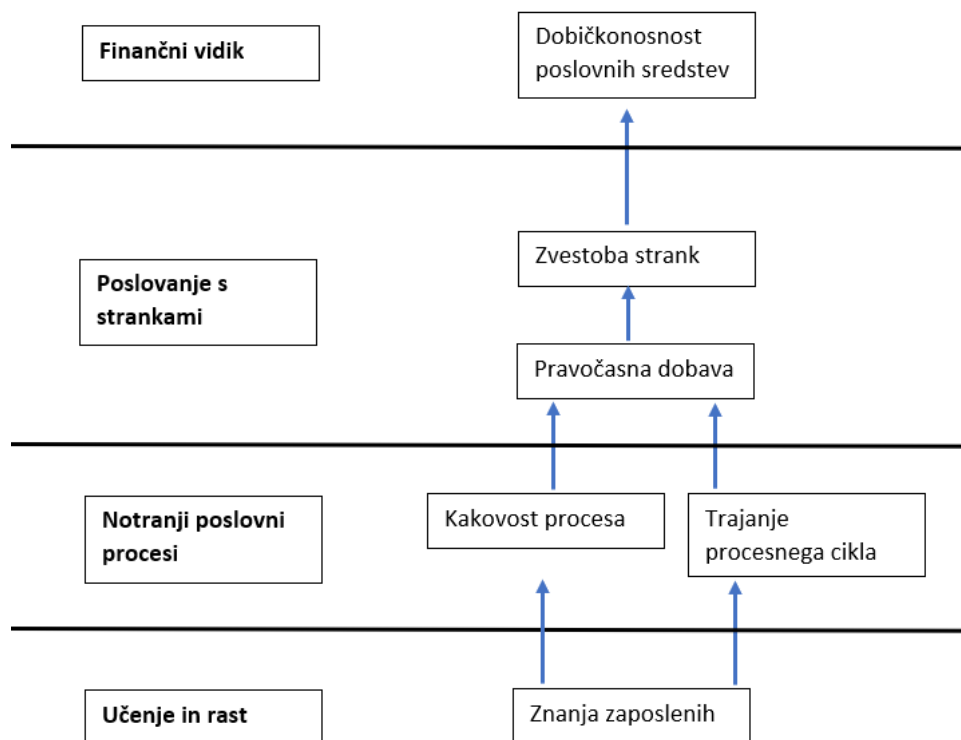 Finančni vidik
Dobičkonosnost
poslovnih sredstev
Zvestoba strank
Poslovanje s
strankami
Pravočasna dobava
Notranji poslovni
procesi
Kakovost procesa
Trajanje
procesnega cikla
Učenje in rast
Znanja zaposlenih